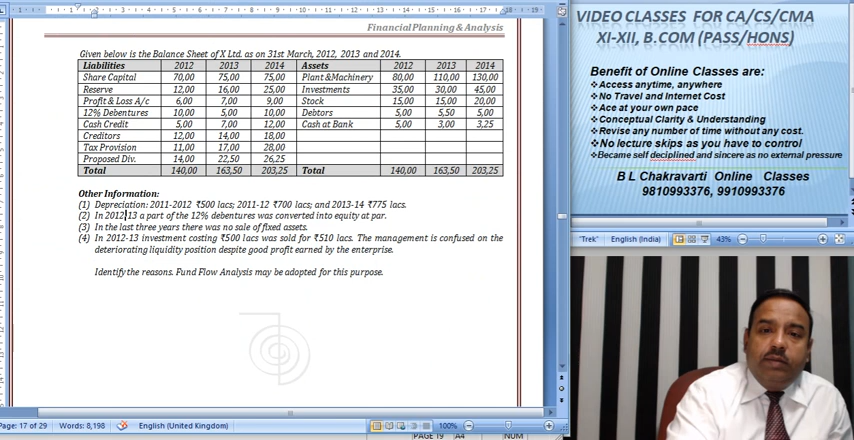 Financial Planning & Analysis
Given below is the Balance Sheet of X Ltd. as on 31st March, 2012, 2013 and 2014.
Liabilities 2012 2013 2014 Assets 2012 2013 2014
Share Capital 70,00 75,00 75,00 Plant &Machinery 80,00 110,00 130,00
Reserve 12,00 16,00 25,00 Investments 35,00 30,00 45,00
Profit & Loss A/c 6,00 7,00 9,00 Stock 15,00 15,00 20,00
12% Debentures 10,00 5,00 10,00 Debtors 5,00 5,50 5,00
Cash Credit 5,00 7,00 12,00 Cash at Bank 5,00 3,00 3,25
Creditors 12,00 14,00 18,00
Tax Provision 11,00 17,00 28,00
Proposed Div. 14,00 22,50 26,25
Total 140,00 163,50 203,25 Total 140,00 163,50 203,25
Other Information:
(1) Depreciation: 2011-2012 ₹500 lacs; 2011-12 ₹700 lacs; and 2013-14 ₹775 lacs.
(2) In 2012-13 a part of the 12% debentures was converted into equity at par.
(3) In the last three years there was no sale of fixed assets.
(4) In 2012-13 investment costing ₹500 lacs was sold for ₹510 lacs. The management is confused on the
deteriorating liquidity position despite good profit earned by the enterprise.
Identify the reasons. Fund Flow Analysis may be adopted for this purpose.
Page: 17 of 29 Words: 8,198 English (United Kingdom) 100%
PAGE 19 A4 NUM
VIDEO CLASSES FOR CA/CS/CMA
XI-XII, B.COM (PASS/HONS)
Benefit of Online Classes are:
❖Access anytime, anywhere
❖No Travel and Internet Cost
❖Ace at your own pace
❖Conceptual Clarity & Understanding
❖Revise any number of time without any cost.
❖No lecture skips as you have to control
❖Became self deciplined and sincere as no external pressure
B L Chakravarti Online Classes
9810993376, 9910993376
"Trek" English (India) 43%